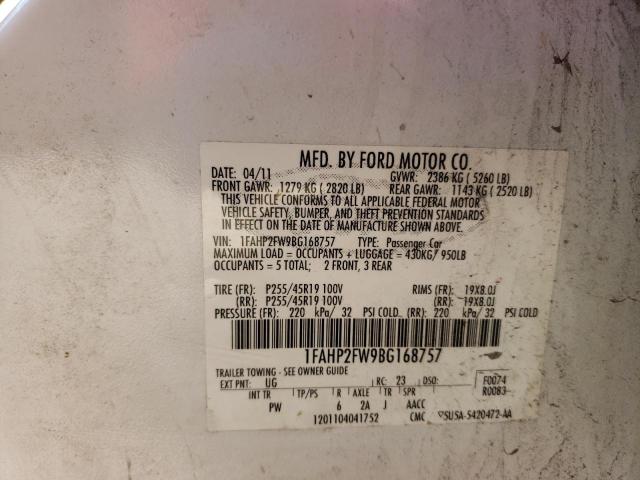 MFD. BY FORD MOTOR CO.
DATE: 04/11 GVWR: 2386 KG ( 5260 LB)
FRONT GAWR: 1279 KG ( 2820 LB) REAR GAWR: 1143 KG ( 2520 LB)
THIS VEHICLE CONFORMS TO ALL APPLICABLE FEDERAL MOTOR
VEHICLE SAFETY, BUMPER, AND THEFT PREVENTION STANDARDS
IN EFFECT ON THE DATE OF MANUFACTURE SHOWN ABOVE.
VIN: 1FAHP2FW9BG168757 TYPE: Passenger Car
MAXIMUM LOAD = OCCUPANTS + LUGGAGE = 430KG/ 950LB
OCCUPANTS = 5 TOTAL; 2 FRONT, 3 REAR
TIRE (FR): P255/45R19 100V RIMS (FR): 19X8.0J
(RR): P255/45R19 100V (RR): 19X8.0J
PRESSURE (FR): 220 kPa/ 32 PSI COLD (RR): 220 kPa/ 32 PSI COLD
1FAHP2FW9BG168757
TRAILER TOWING - SEE OWNER GUIDE
EXT PNT: UG RC: 23 DSO: F0074
INT TR TP/PS R AXLE TR SPR R0083
PW 6 2A J AACC
1201104041752 CMC ▽5USA-5420472-AA